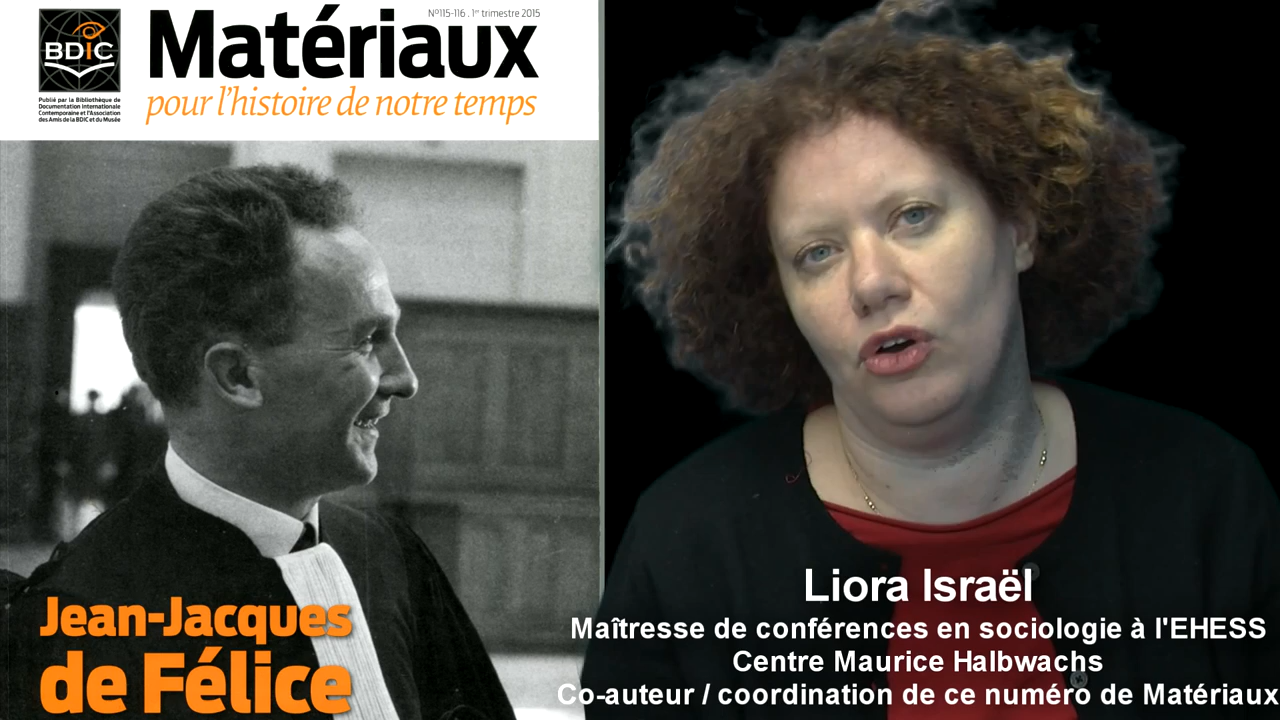 N°115-116 . 1er trimestre 2015
BDIC
Matériaux
pour l'histoire de notre temps
Publié par la Bibliothèque de
Documentation Internationale
Contemporaine et l'Association
des Amis de la BDIC et du Musée
Jean-Jacques
de Félice
Liora Israël
Maîtresse de conférences en sociologie à l'EHESS
Centre Maurice Halbwachs
Co-auteur / coordination de ce numéro de Matériaux